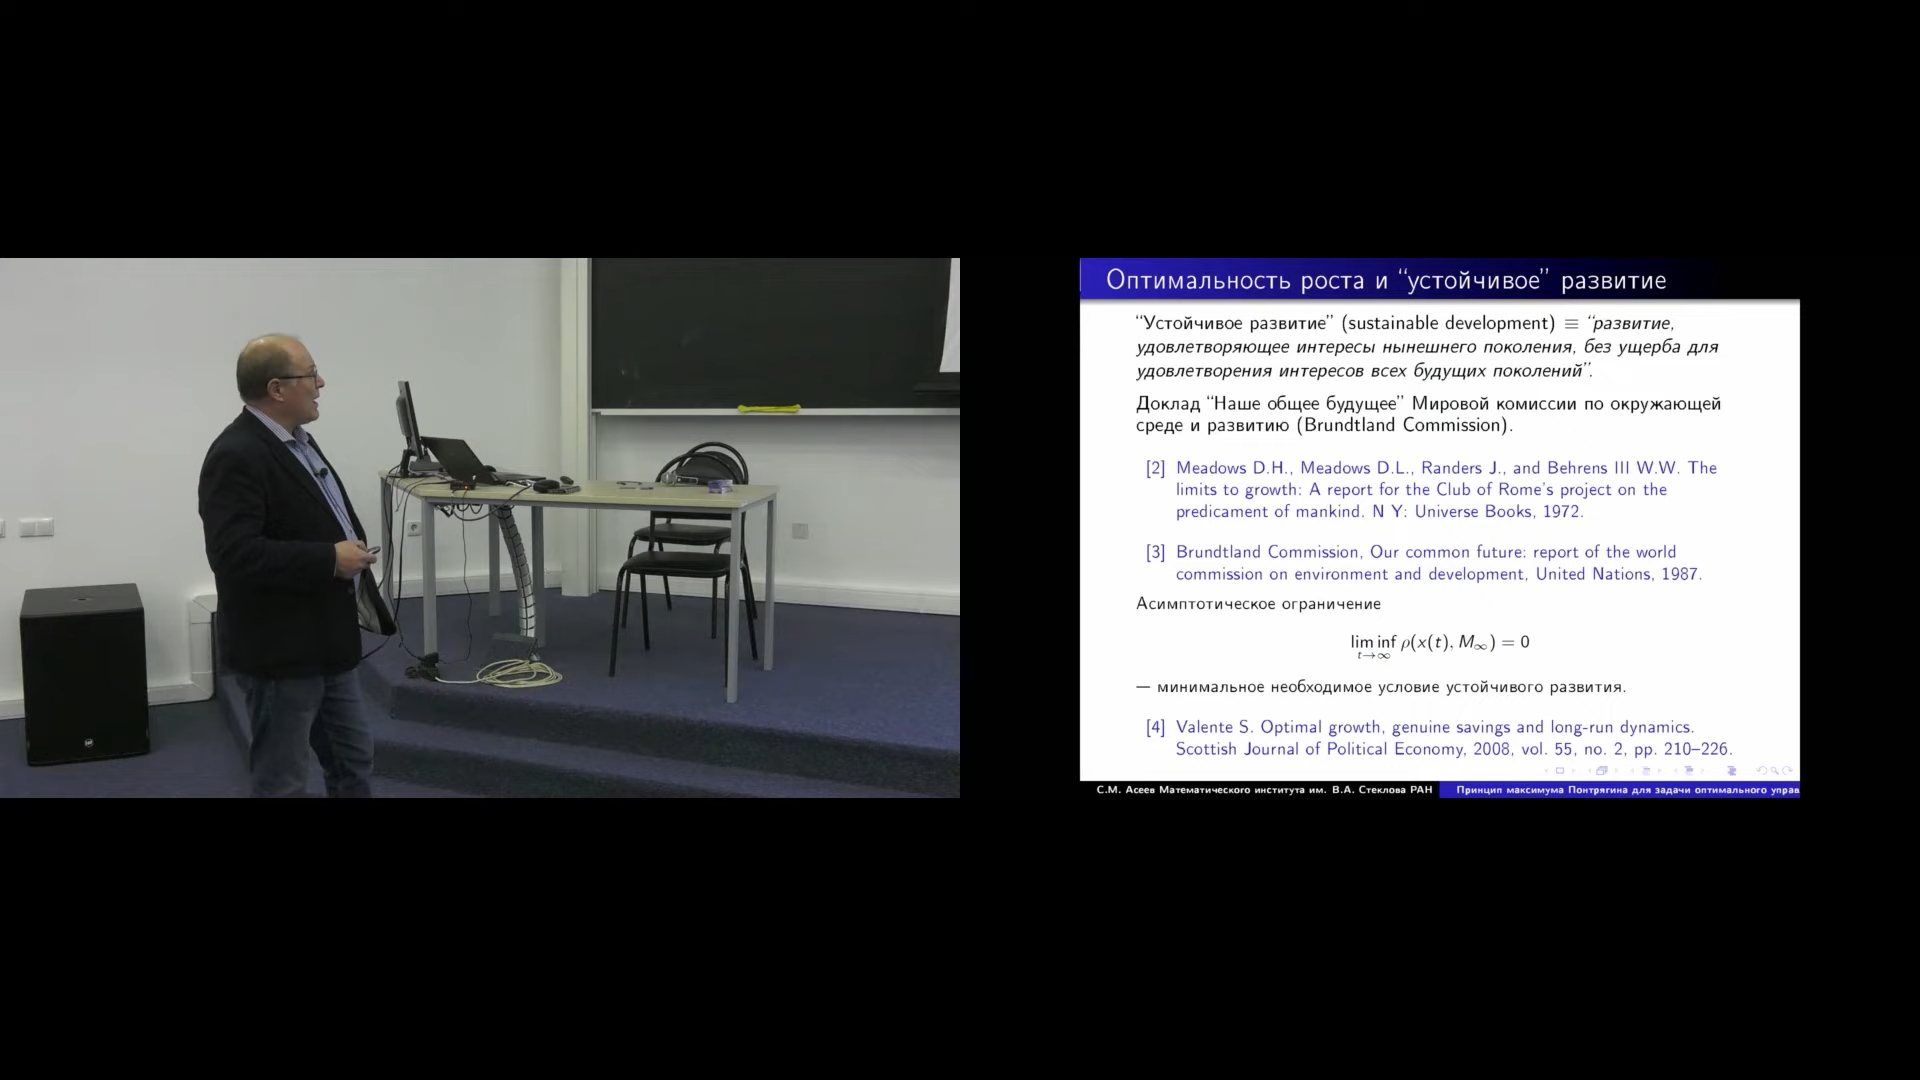 Оптимальность роста и “устойчивое” развитие
“Устойчивое развитие” (sustainable development) ≡ “развитие,
удовлетворяющее интересы нынешнего поколения, без ущерба для
удовлетворения интересов всех будущих поколений”.
Доклад “Наше общее будущее” Мировой комиссии по окружающей
среде и развитию (Brundtland Commission).
[2] Meadows D.H., Meadows D.L., Randers J., and Behrens III W.W. The
limits to growth: A report for the Club of Rome's project on the
predicament of mankind. N Y: Universe Books, 1972.
[3] Brundtland Commission, Our common future: report of the world
commission on environment and development, United Nations, 1987.
Асимптотическое ограничение
lim inf ρ(x(t), M∞) = 0
t→∞
— минимальное необходимое условие устойчивого развития.
[4] Valente S. Optimal growth, genuine savings and long-run dynamics.
Scottish Journal of Political Economy, 2008, vol. 55, no. 2, pp. 210–226.
С.М. Асеев Математического института им. В.А. Стеклова РАН
Принцип максимума Понтрягина для задачи оптимального управ